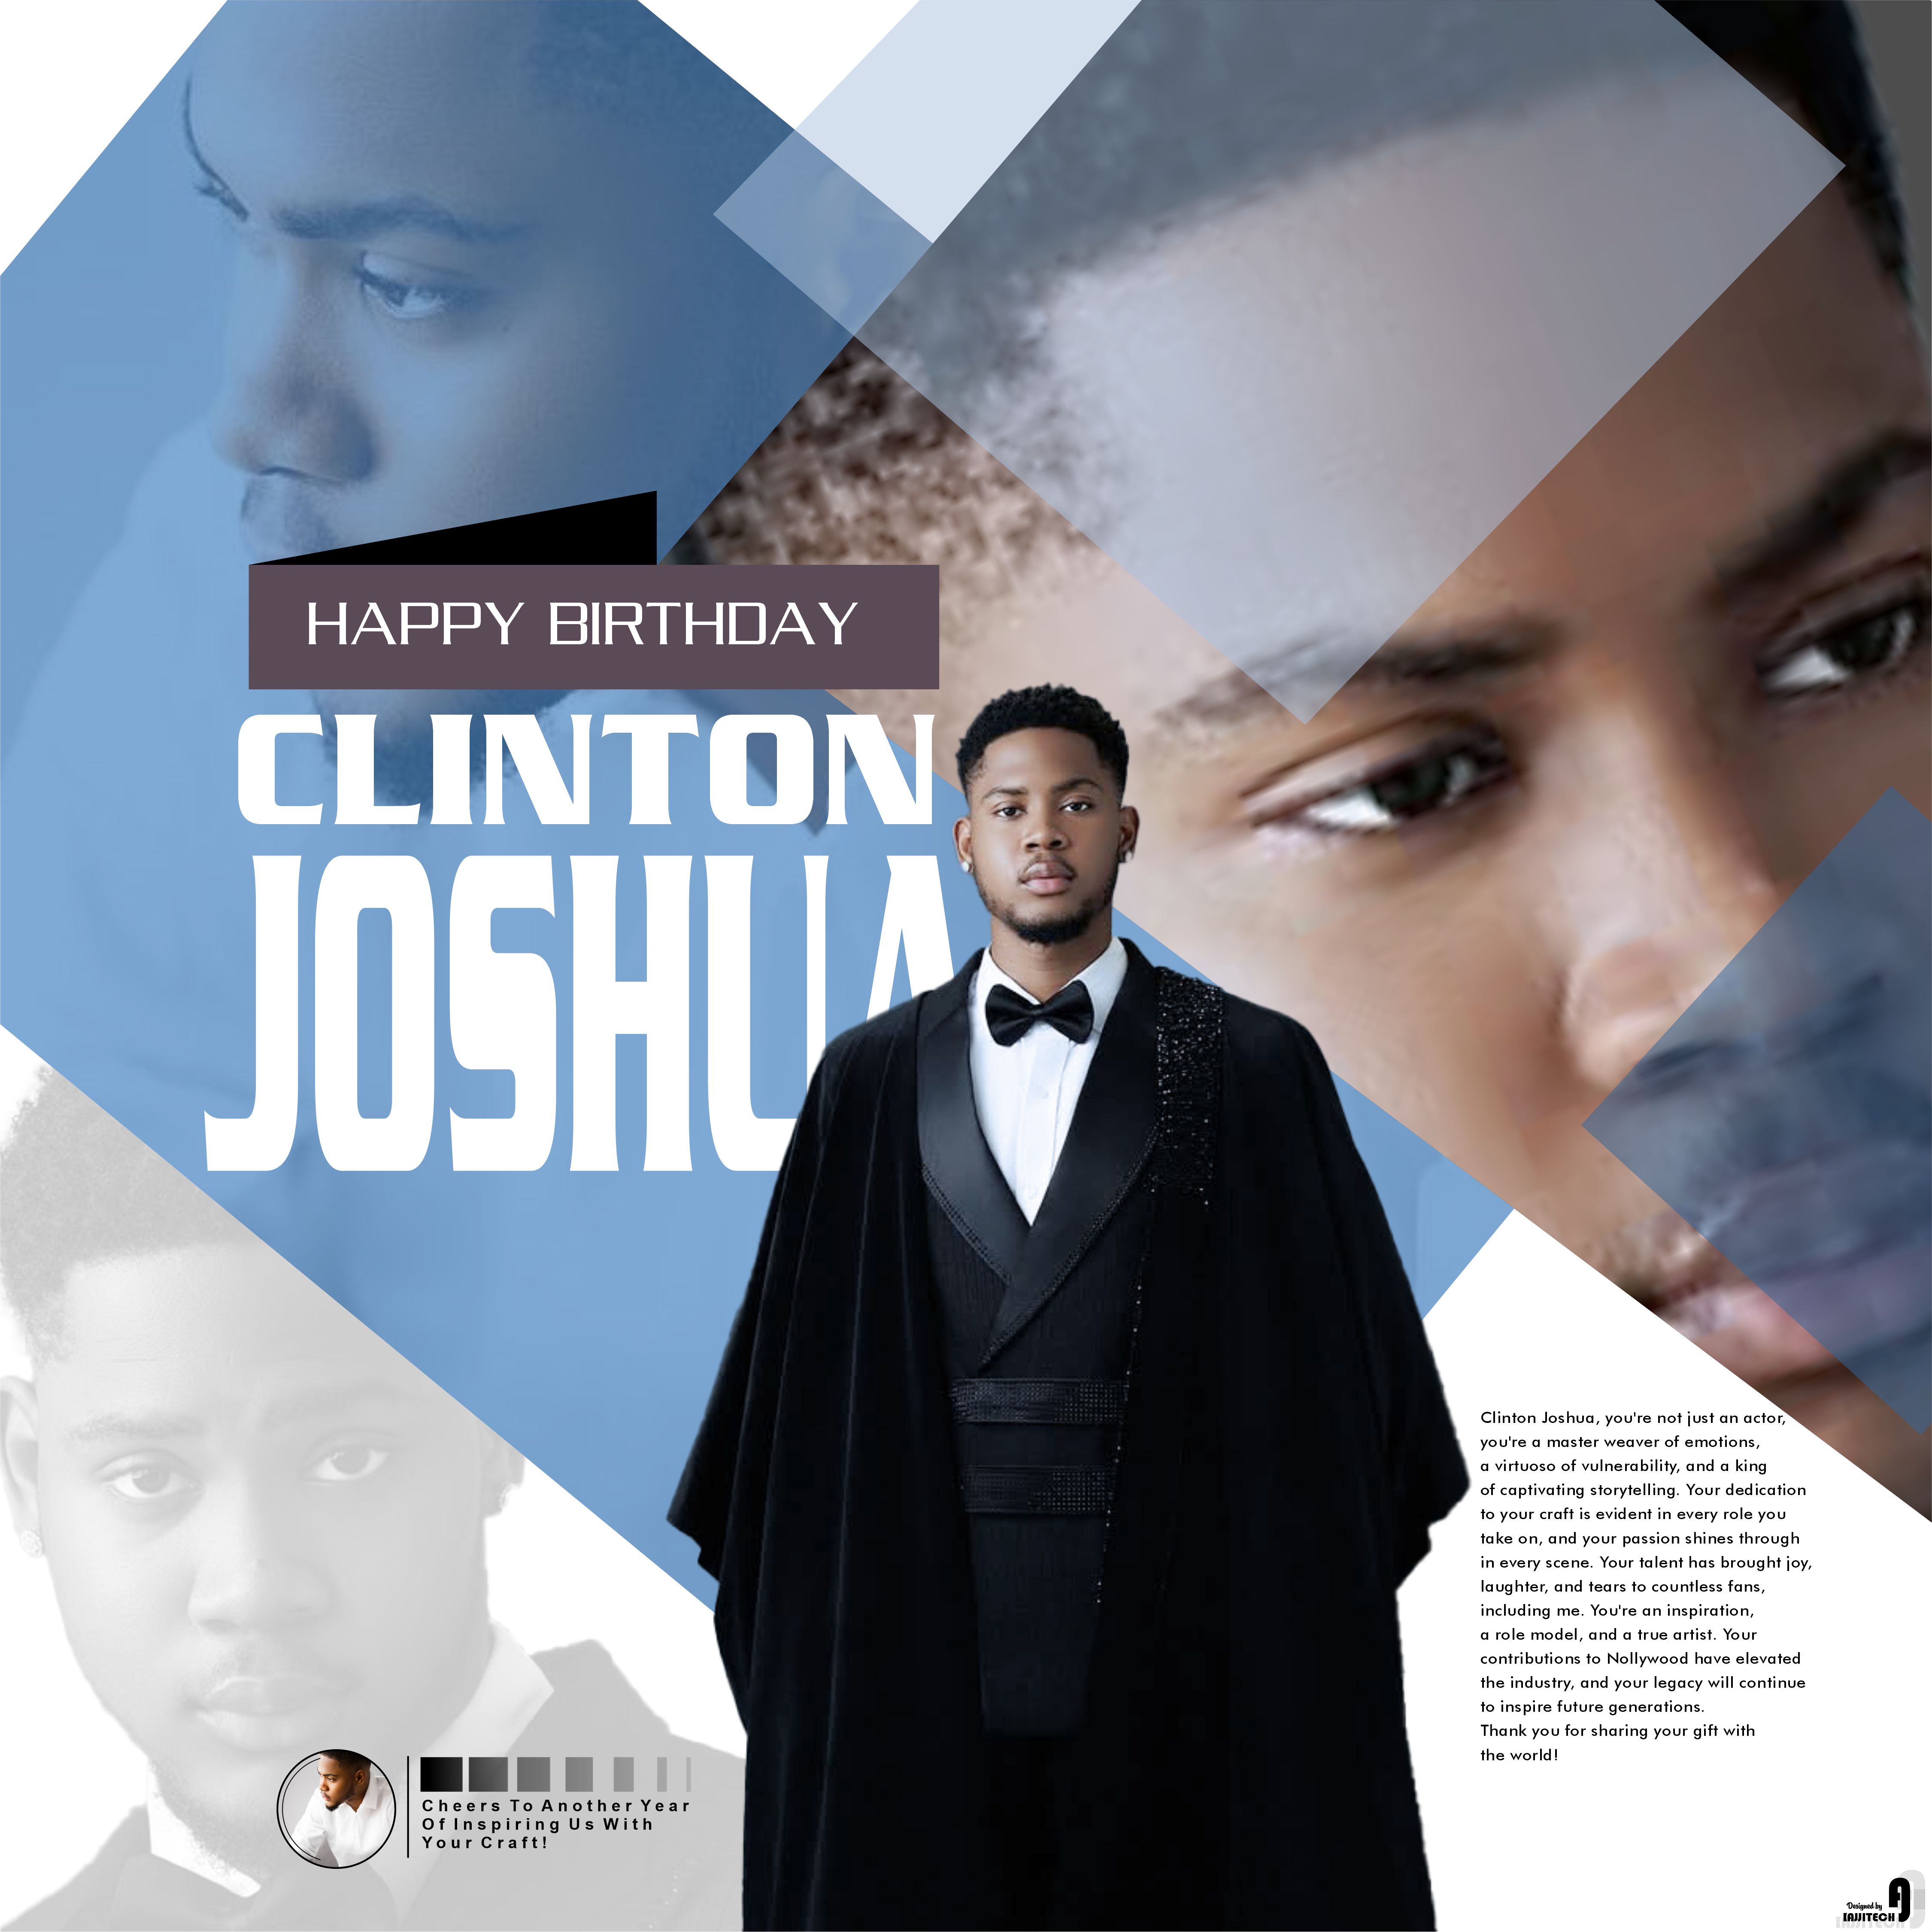 HAPPY BIRTHDAY
CLINTON
JOSHUA
Clinton Joshua, you're not just an actor,
you're a master weaver of emotions,
a virtuoso of vulnerability, and a king
of captivating storytelling. Your dedication
to your craft is evident in every role you
take on, and your passion shines through
in every scene. Your talent has brought joy,
laughter, and tears to countless fans,
including me. You're an inspiration,
a role model, and a true artist. Your
contributions to Nollywood have elevated
the industry, and your legacy will continue
to inspire future generations.
Thank you for sharing your gift with
the world!
Cheers To Another Year
Of Inspiring Us With
Your Craft!
Designed by